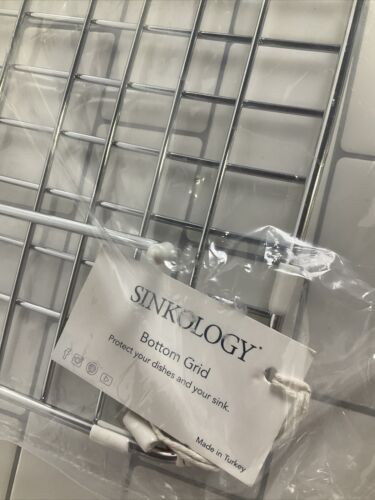 SINKOLOGY
Bottom Grid
Protect your dishes and your sink.
Made in Turkey